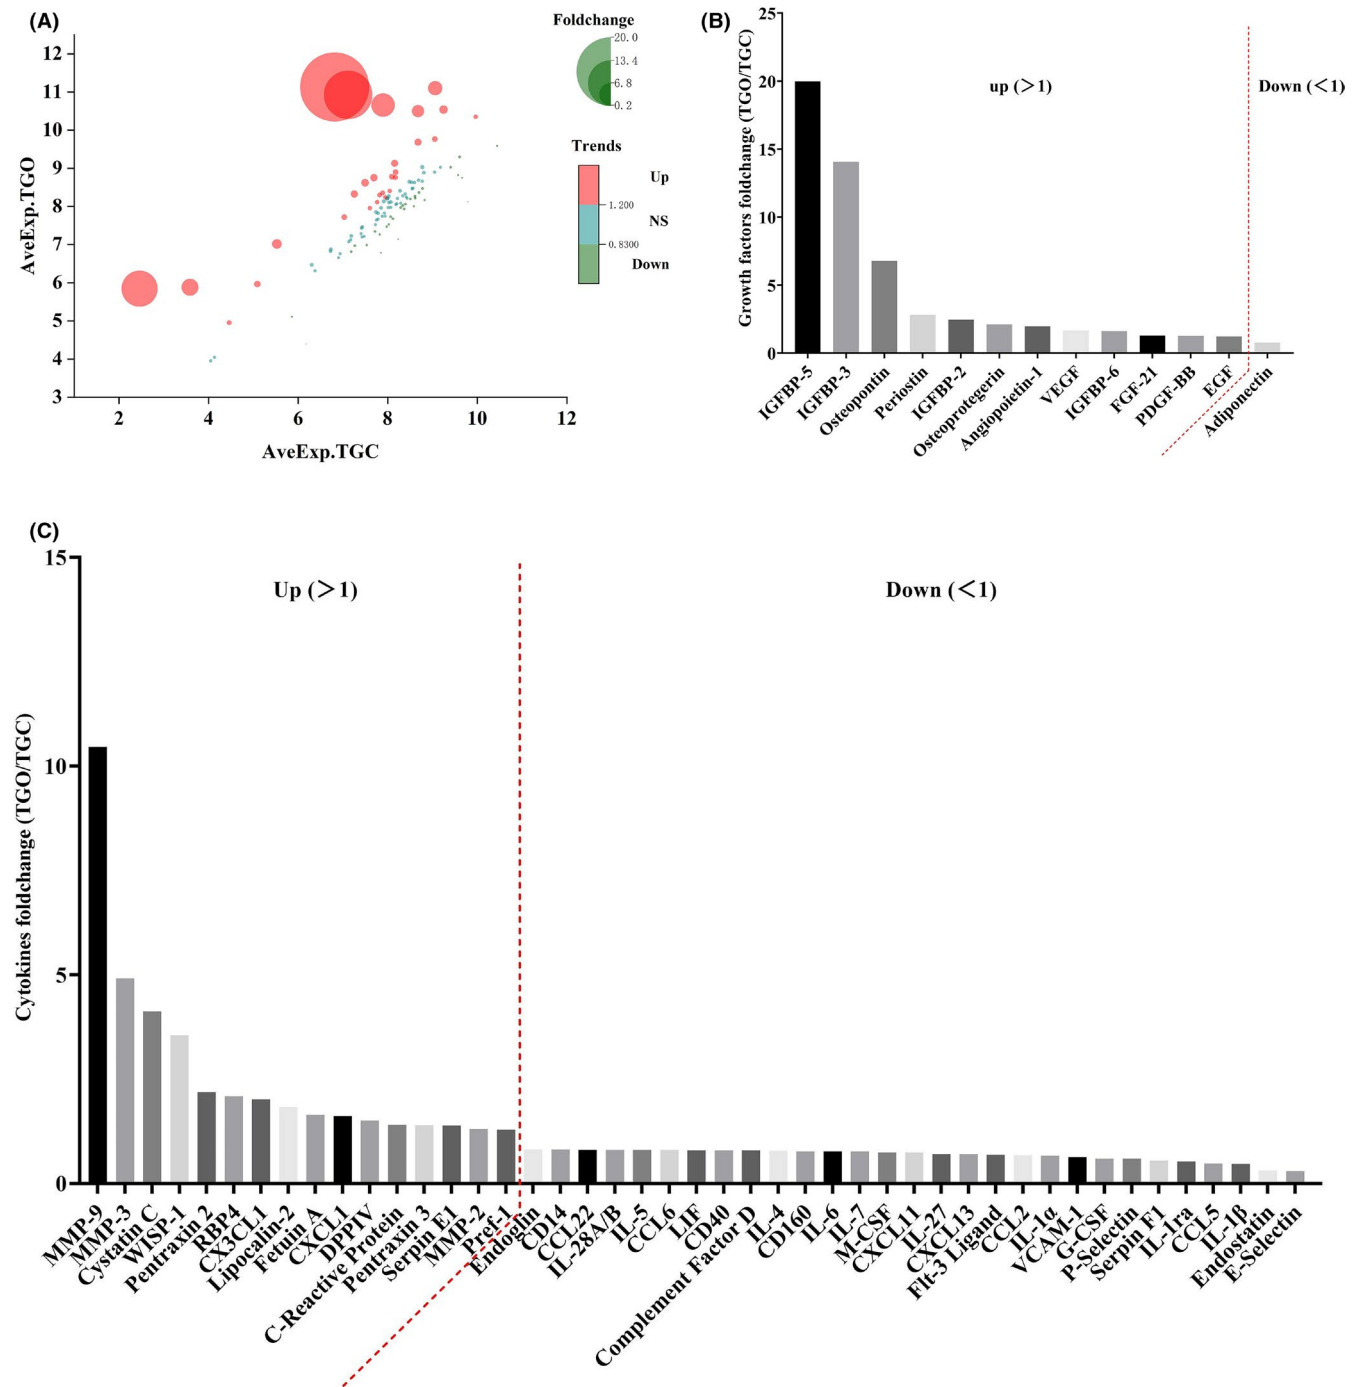 (A)
Foldchange
20.0
13.4
6.8
0.2
Trends
Up
1.200
NS
0.8300
Down
12
11
10
9
8
7
6
5
4
3
AveExp.TGO
2
4
6
8
10
12
AveExp.TGC
(B)
25
20
15
10
5
0
Growth factors foldchange (TGO/TGC)
up (>1)
Down (<1)
IGFBP-5
IGFBP-3
Osteopontin
Periostin
IGFBP-2
Osteoprotegerin
Angiopoietin-1
VEGF
IGFBP-6
FGF-21
PDGF-BB
EGF
Adiponectin
(C)
15
10
5
0
Cytokines foldchange (TGO/TGC)
Up (>1)
Down (<1)
MMP-9
MMP-3
Cystatin C
WISP-1
Pentraxin 2
RBP4
CX3CL1
Lipocalin-2
Fetuin A
CXCL1
DPPIV
C-Reactive Protein
Pentraxin 3
Serpin E1
MMP-2
Pref-1
Endoglin
CD14
CCL22
IL-28A/B
IL-5
CCL6
LIF
CD40
Complement Factor D
IL-4
CD160
IL-6
IL-7
M-CSF
CXCL11
IL-27
CXCL13
Flt-3 Ligand
CCL2
IL-1α
VCAM-1
G-CSF
P-Selectin
Serpin F1
IL-1ra
CCL5
IL-1β
Endostatin
E-Selectin